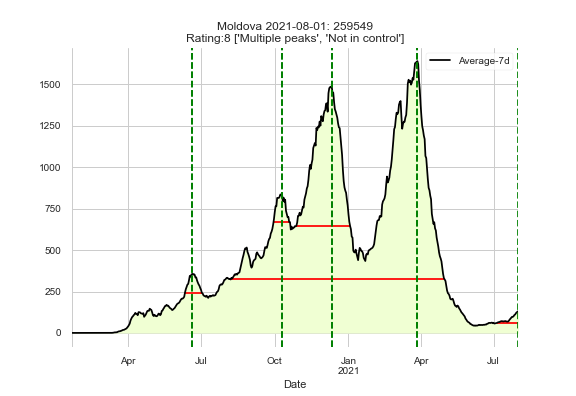 Moldova 2021-08-01: 259549
Rating:8 ['Multiple peaks', 'Not in control']
Average-7d
1500
1250
1000
750
500
250
0
Apr
Jul
Oct
Jan
2021
Apr
Jul
Date